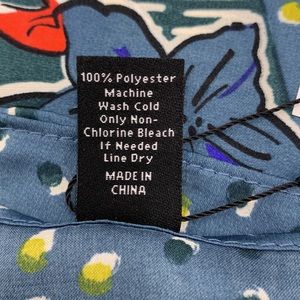 100% Polyester
Machine
Wash Cold
Only Non-
Chlorine Bleach
If Needed
Line Dry
MADE IN
CHINA